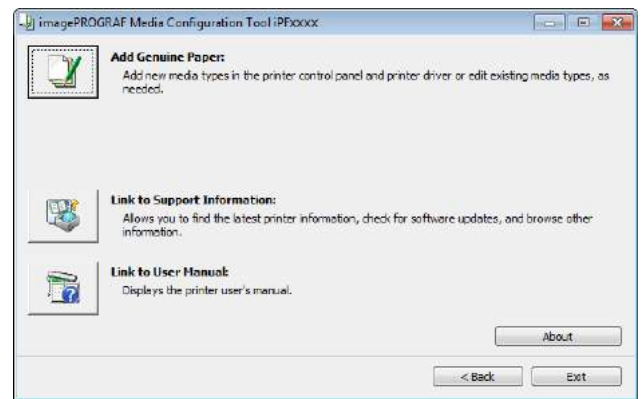 imagePROGRAF Media Configuration Tool iPFxxxx
Add Genuine Paper:
Add new media types in the printer control panel and printer driver or edit existing media types, as
needed.
Link to Support Information:
Allows you to find the latest printer information, check for software updates, and browse other
information.
Link to User Manual:
Displays the printer user's manual.
About
< Back
Exit